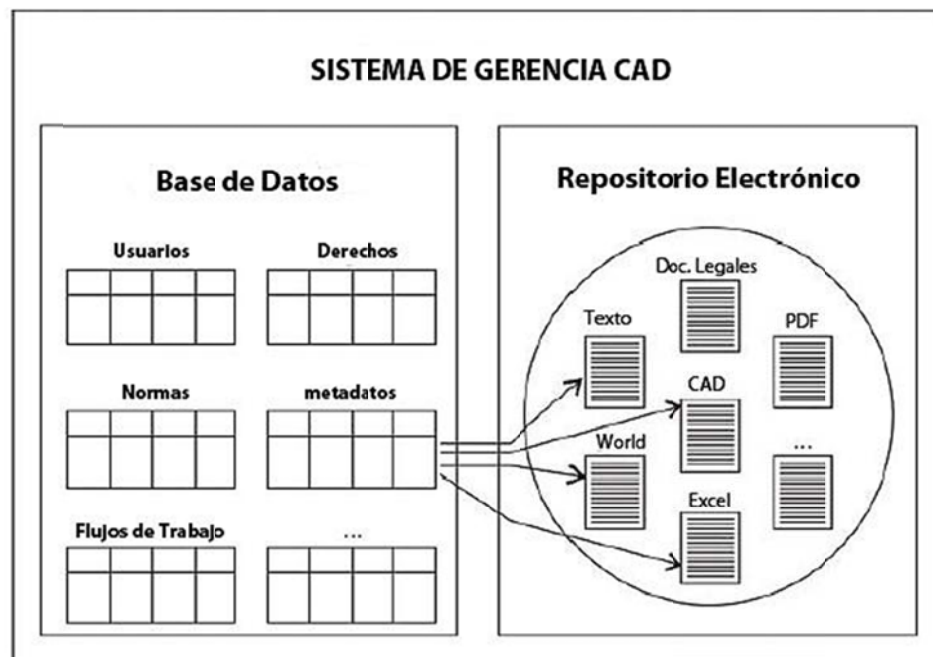 SISTEMA DE GERENCIA CAD
Base de Datos
Usuarios
Derechos
Normas
metadatos
Flujos de Trabajo
...
Repositorio Electrónico
Doc. Legales
Texto
PDF
CAD
World
...
Excel